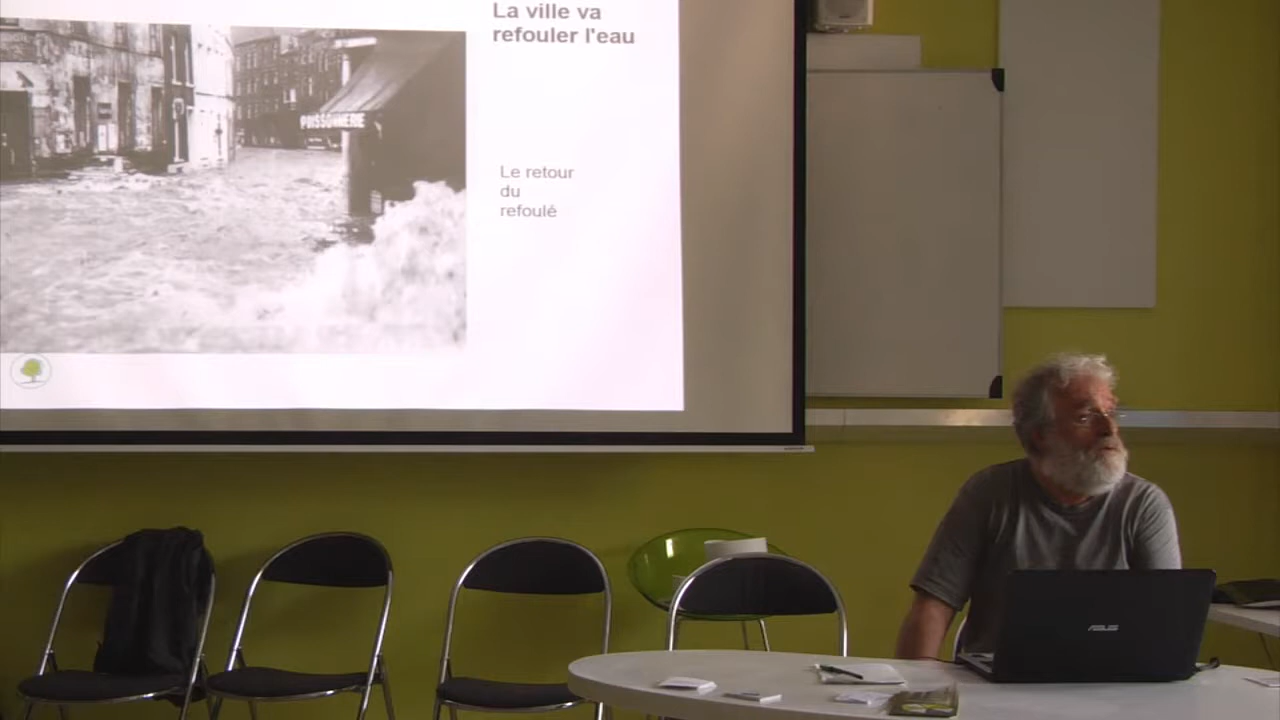 La ville va
refouler l'eau
POISSONNERIE
Le retour
du
refoulé
ASUS